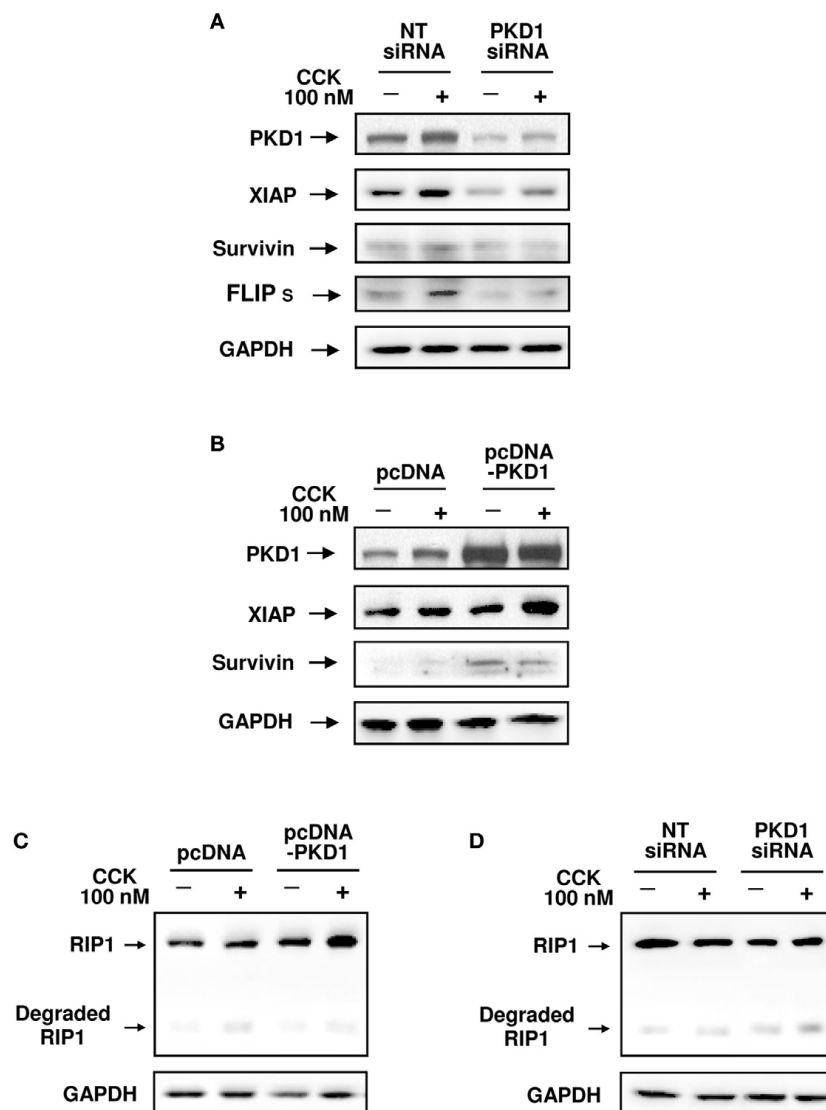 A
NT
siRNA
PKD1
siRNA
CCK
100 nM
– + – +
PKD1
XIAP
Survivin
FLIP s
GAPDH
B
pcDNA
pcDNA
-PKD1
CCK
100 nM
– + – +
PKD1
XIAP
Survivin
GAPDH
C
pcDNA
pcDNA
-PKD1
CCK
100 nM
– + – +
RIP1
Degraded
RIP1
GAPDH
D
NT
siRNA
PKD1
siRNA
CCK
100 nM
– + – +
RIP1
Degraded
RIP1
GAPDH